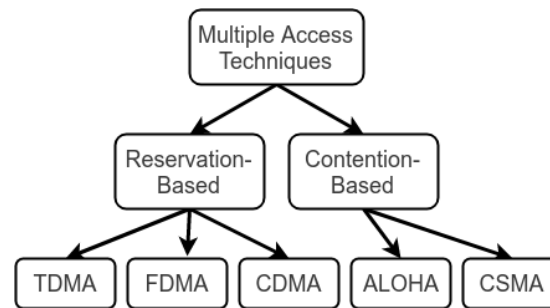 Multiple Access
Techniques
Reservation-
Based
Contention-
Based
TDMA
FDMA
CDMA
ALOHA
CSMA